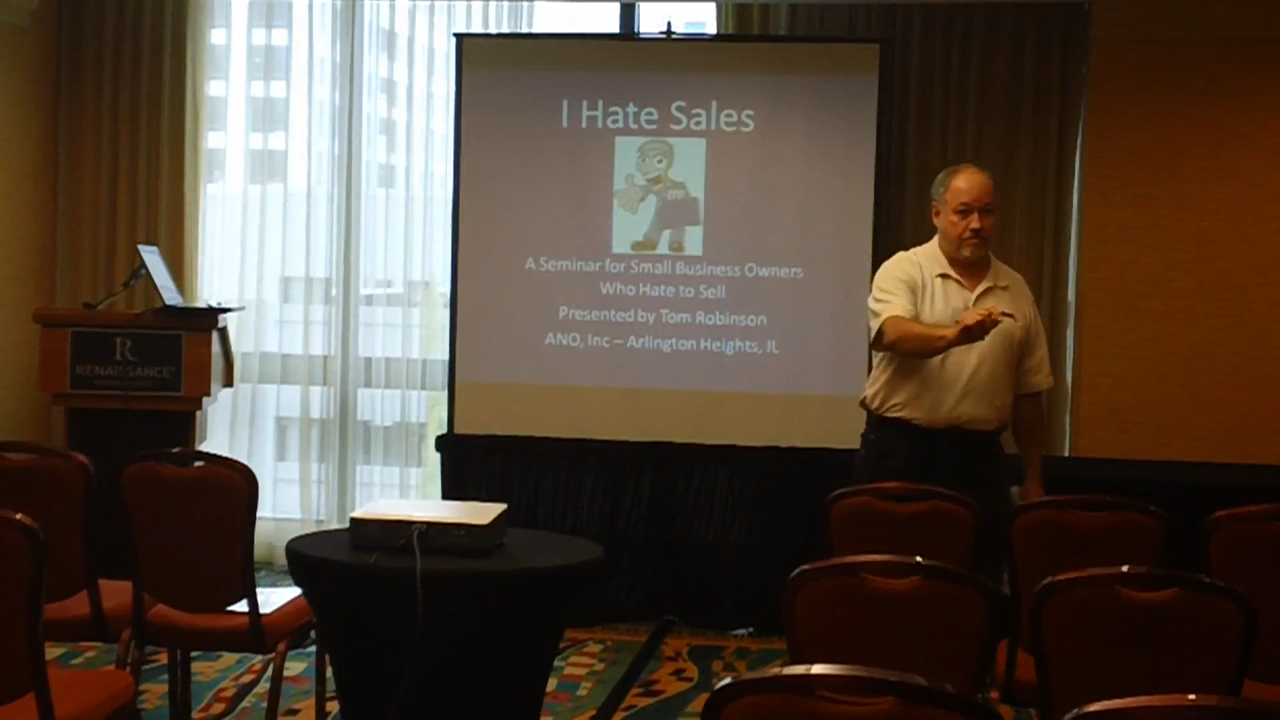 I Hate Sales
A Seminar for Small Business Owners
Who Hate to Sell
Presented by Tom Robinson
ANO, Inc – Arlington Heights, IL
R
RENAISSANCE